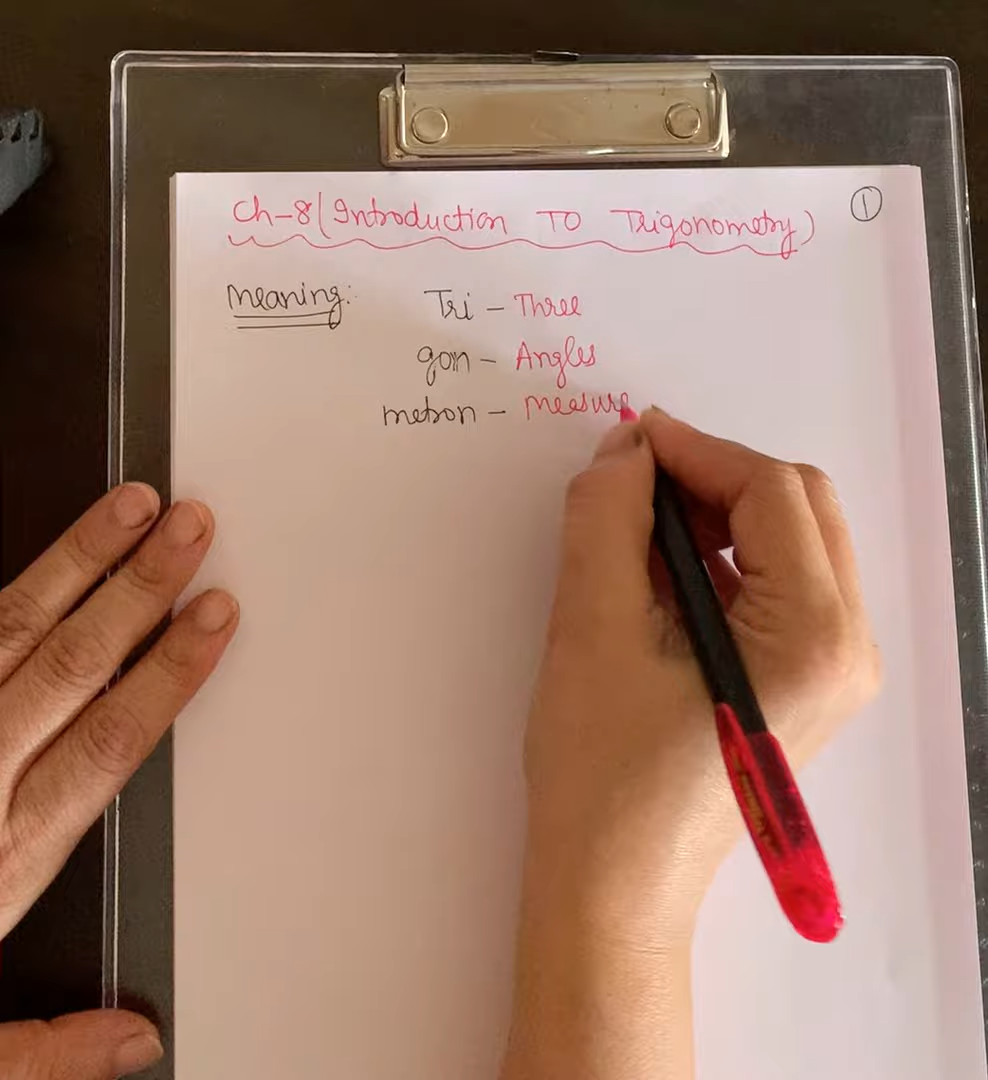 Ch-8(Introduction TO Trigonometry)
1
Meaning:
Tri - Three
gon - Angles
metron - Measure